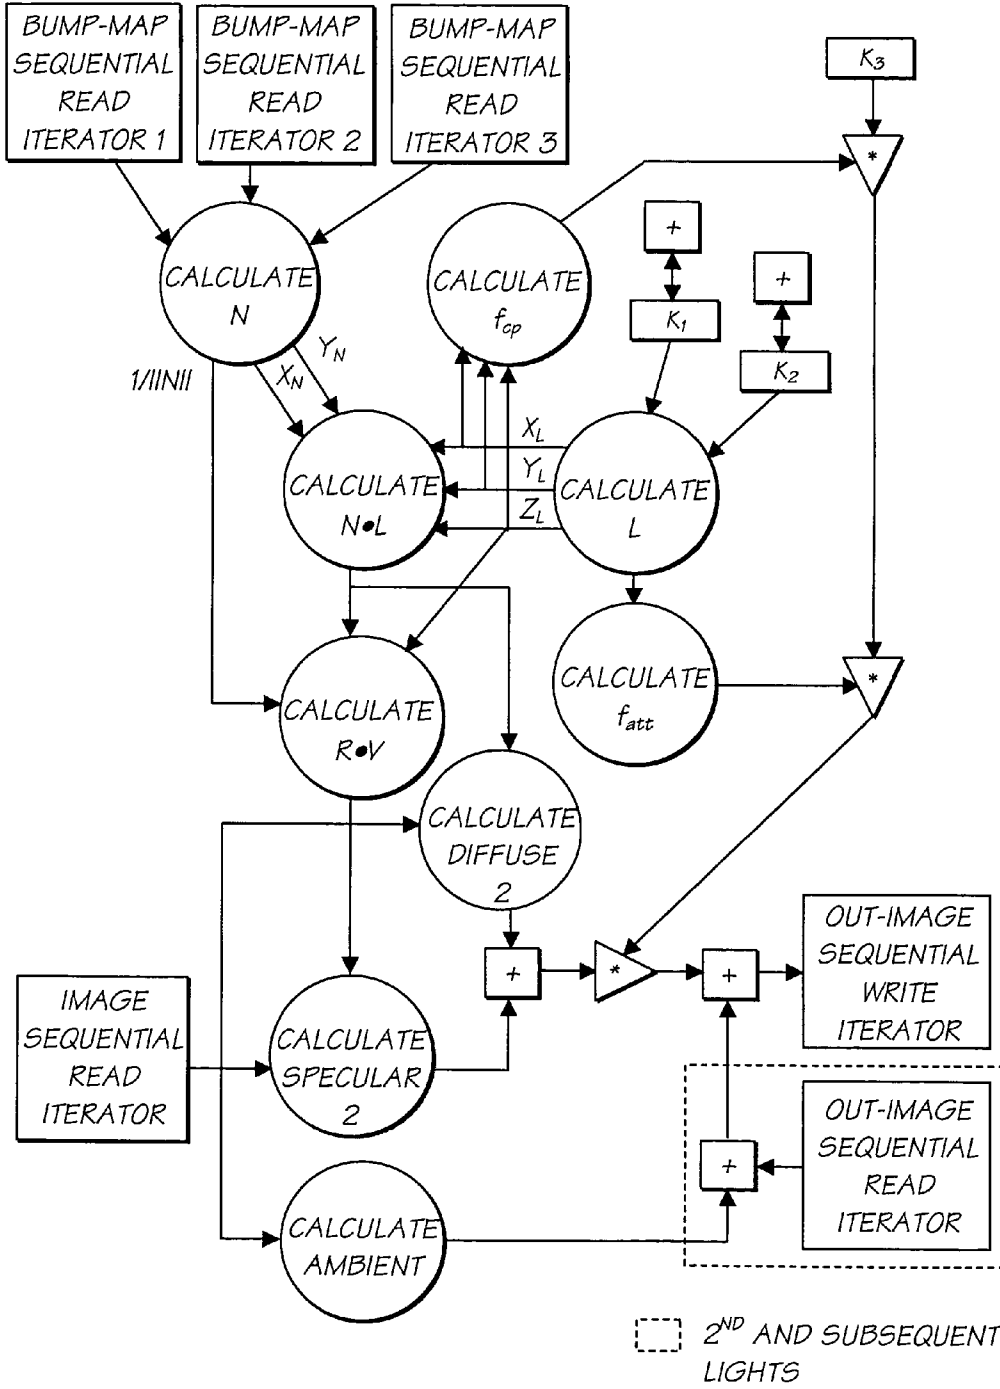 BUMP-MAP
SEQUENTIAL
READ
ITERATOR 1
BUMP-MAP
SEQUENTIAL
READ
ITERATOR 2
BUMP-MAP
SEQUENTIAL
READ
ITERATOR 3
K3
*
CALCULATE
N
CALCULATE
fcp
+
+
K1
K2
1/IINII
XN
YN
CALCULATE
N●L
XL
YL
ZL
CALCULATE
L
CALCULATE
R●V
CALCULATE
fatt
*
CALCULATE
DIFFUSE
2
+
*
+
OUT-IMAGE
SEQUENTIAL
WRITE
ITERATOR
IMAGE
SEQUENTIAL
READ
ITERATOR
CALCULATE
SPECULAR
2
+
OUT-IMAGE
SEQUENTIAL
READ
ITERATOR
CALCULATE
AMBIENT
2ND AND SUBSEQUENT
LIGHTS